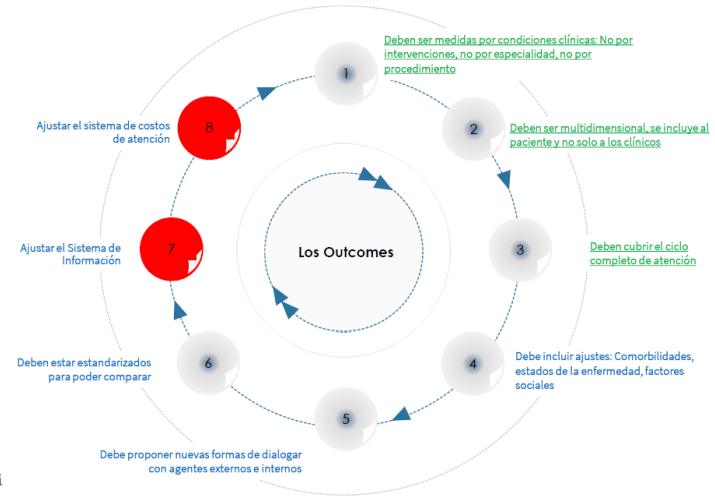 1
Deben ser medidas por condiciones clínicas: No por
intervenciones, no por especialidad, no por
procedimiento
2
Deben ser multidimensional, se incluye al
paciente y no solo a los clínicos
3
Deben cubrir el ciclo
completo de atención
4
Debe incluir ajustes: Comorbilidades,
estados de la enfermedad, factores
sociales
5
Debe proponer nuevas formas de dialogar
con agentes externos e internos
6
Deben estar estandarizados
para poder comparar
7
Ajustar el Sistema de
Información
8
Ajustar el sistema de costos
de atención
Los Outcomes